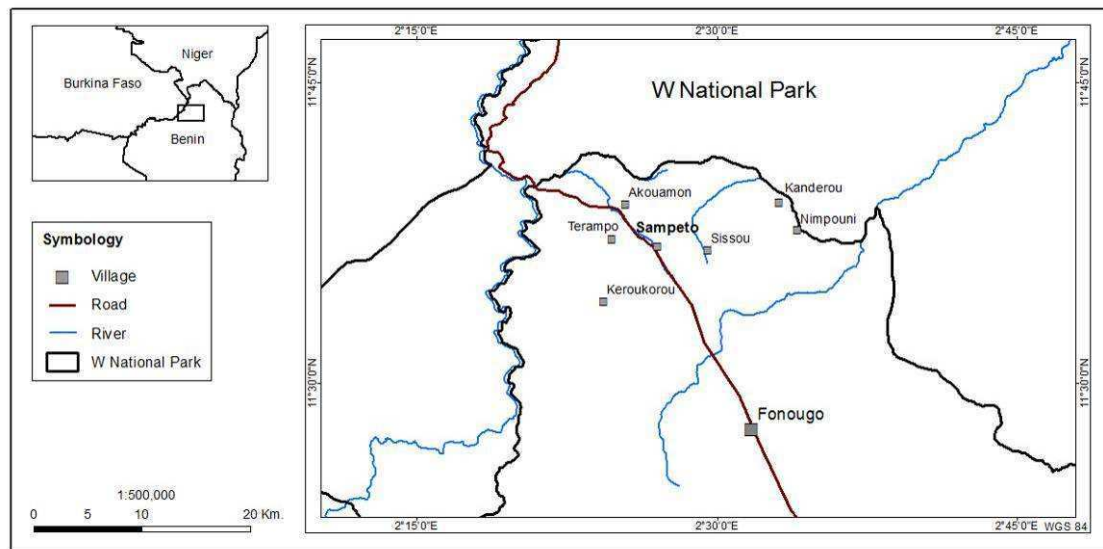 Niger
Burkina Faso
Benin
Symbology
Village
Road
River
W National Park
1:500,000
0 5 10 20 Km.
2°15'0"E 2°30'0"E 2°45'0"E
11°45'0"N 11°45'0"N
W National Park
Kanderou
Akouamon
Nimpouni
Terampo Sampeto Sissou
Keroukorou
11°30'0"N 11°30'0"N
Fonougo
2°15'0"E 2°30'0"E 2°45'0"E
WGS 84